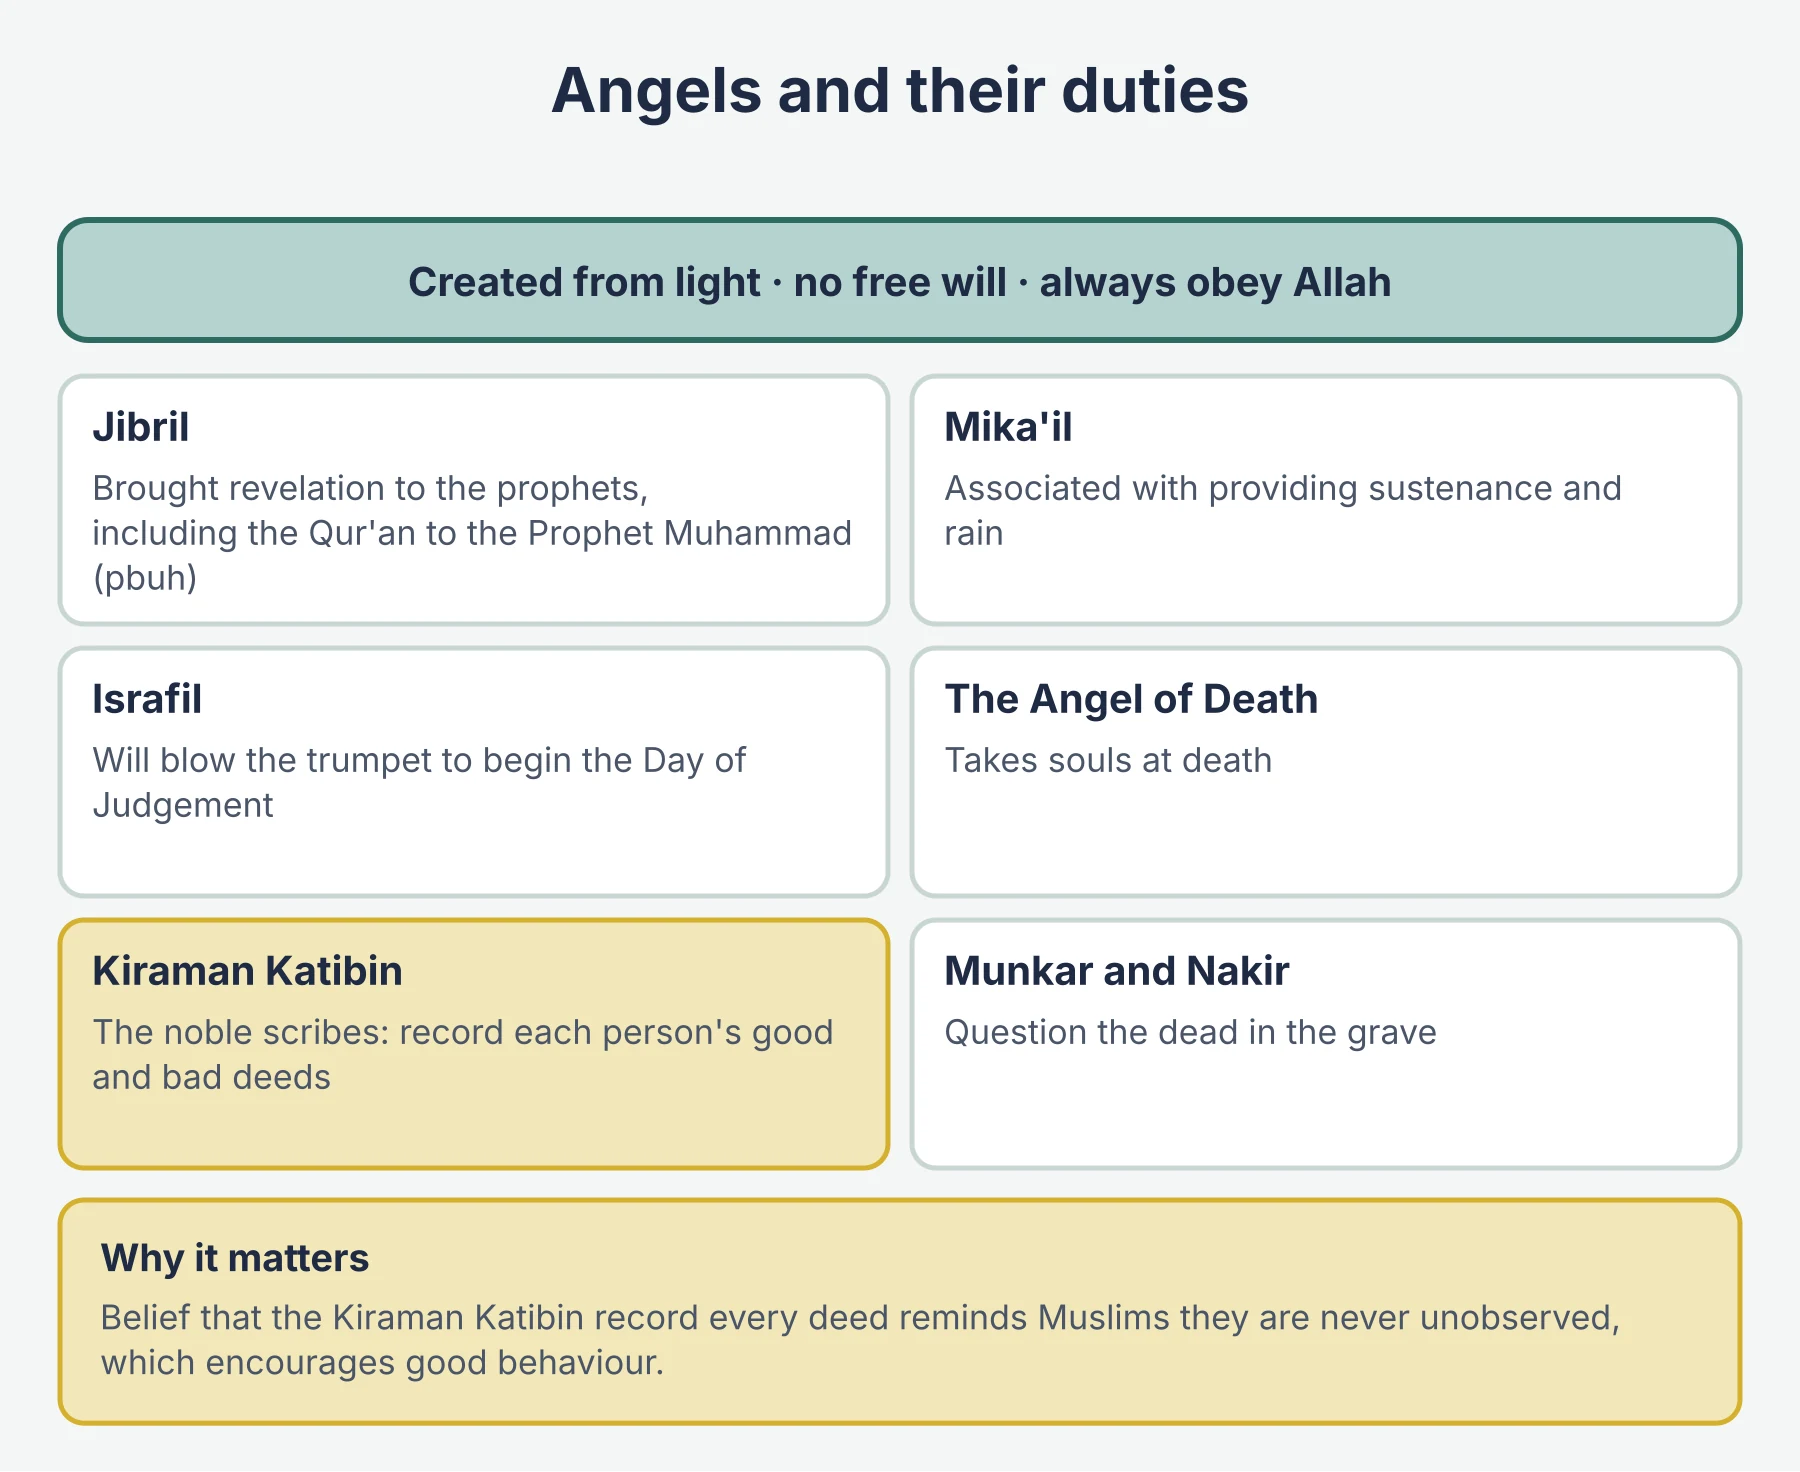 Angels and their duties
Created from light · no free will · always obey Allah
Jibril
Brought revelation to the prophets,
including the Qur'an to the Prophet Muhammad
(pbuh)
Mika'il
Associated with providing sustenance and
rain
Israfil
Will blow the trumpet to begin the Day of
Judgement
The Angel of Death
Takes souls at death
Kiraman Katibin
The noble scribes: record each person's good
and bad deeds
Munkar and Nakir
Question the dead in the grave
Why it matters
Belief that the Kiraman Katibin record every deed reminds Muslims they are never unobserved,
which encourages good behaviour.